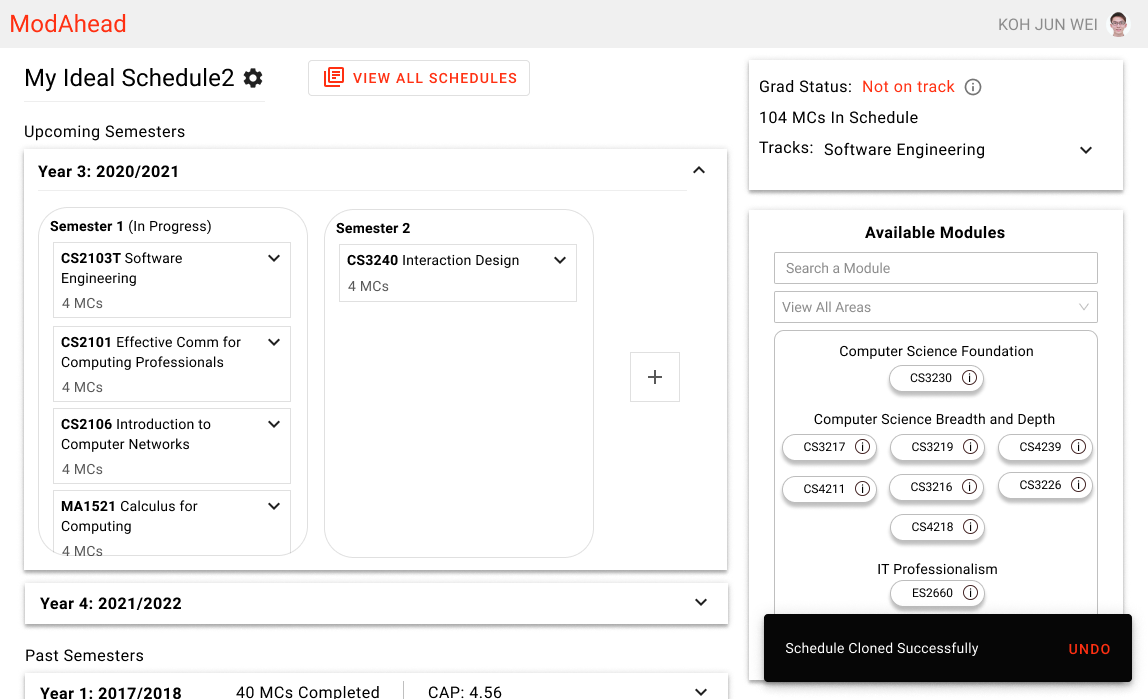 ModAhead
KOH JUN WEI
My Ideal Schedule2
VIEW ALL SCHEDULES
Upcoming Semesters
Year 3: 2020/2021
Semester 1 (In Progress)
CS2103T Software
Engineering
4 MCs
CS2101 Effective Comm for
Computing Professionals
4 MCs
CS2106 Introduction to
Computer Networks
4 MCs
MA1521 Calculus for
Computing
4 MCs
Semester 2
CS3240 Interaction Design
4 MCs
+
Year 4: 2021/2022
Past Semesters
Year 1: 2017/2018 40 MCs Completed CAP: 4.56
Grad Status: Not on track
104 MCs In Schedule
Tracks: Software Engineering
Available Modules
Search a Module
View All Areas
Computer Science Foundation
CS3230
Computer Science Breadth and Depth
CS3217 CS3219 CS4239
CS4211 CS3216 CS3226
CS4218
IT Professionalism
ES2660
Schedule Cloned Successfully UNDO